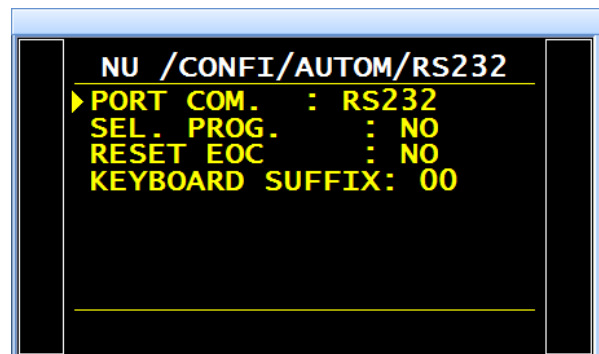 NU /CONFI/AUTOM/RS232
PORT COM. : RS232
SEL. PROG. : NO
RESET EOC : NO
KEYBOARD SUFFIX: 00